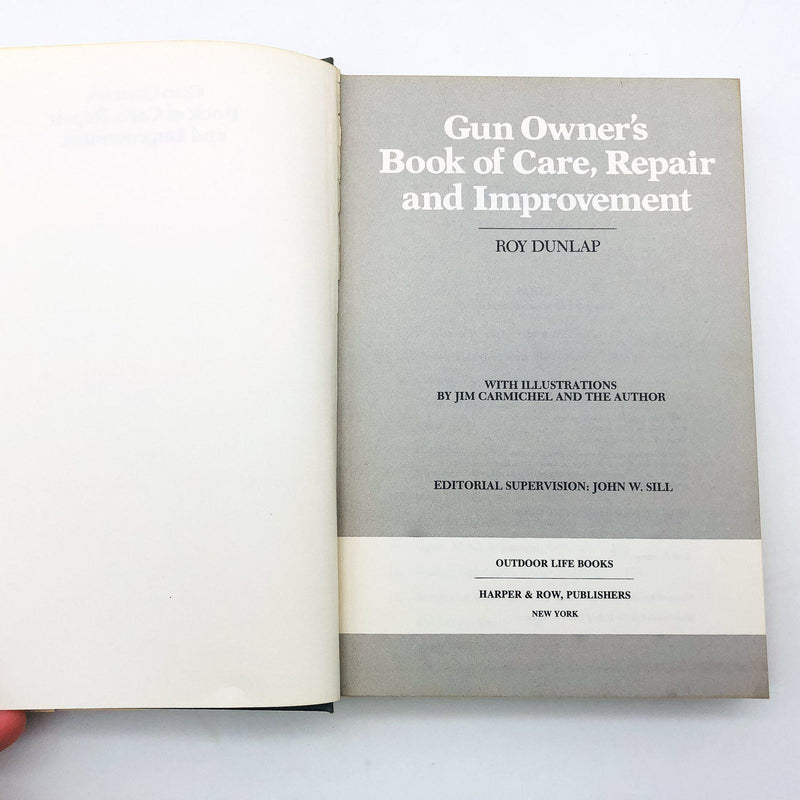 Gun Owner's
Book of Care, Repair
and Improvement
ROY DUNLAP
WITH ILLUSTRATIONS
BY JIM CARMICHEL AND THE AUTHOR
EDITORIAL SUPERVISION: JOHN W. SILL
OUTDOOR LIFE BOOKS
HARPER & ROW, PUBLISHERS
NEW YORK